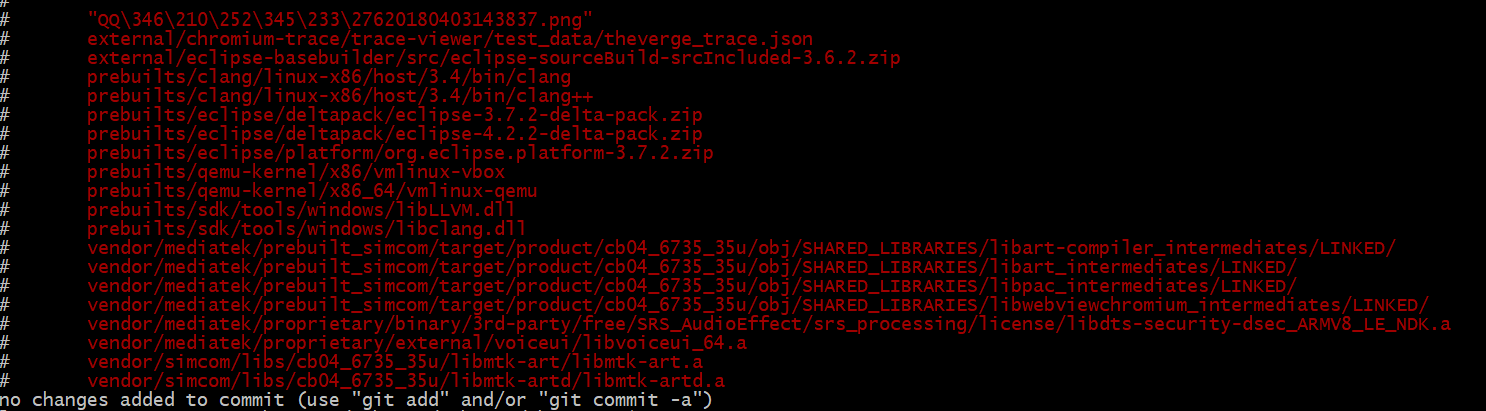 #
# "QQ\346\210\252\345\233\27620180403143837.png"
# external/chromium-trace/trace-viewer/test_data/theverge_trace.json
# external/eclipse-basebuilder/src/eclipse-sourceBuild-srcIncluded-3.6.2.zip
# prebuilts/clang/linux-x86/host/3.4/bin/clang
# prebuilts/clang/linux-x86/host/3.4/bin/clang++
# prebuilts/eclipse/deltapack/eclipse-3.7.2-delta-pack.zip
# prebuilts/eclipse/deltapack/eclipse-4.2.2-delta-pack.zip
# prebuilts/eclipse/platform/org.eclipse.platform-3.7.2.zip
# prebuilts/qemu-kernel/x86/vmlinux-vbox
# prebuilts/qemu-kernel/x86_64/vmlinux-qemu
# prebuilts/sdk/tools/windows/libLLVM.dll
# prebuilts/sdk/tools/windows/libclang.dll
# vendor/mediatek/prebuilt_simcom/target/product/cb04_6735_35u/obj/SHARED_LIBRARIES/libart-compiler_intermediates/LINKED/
# vendor/mediatek/prebuilt_simcom/target/product/cb04_6735_35u/obj/SHARED_LIBRARIES/libart_intermediates/LINKED/
# vendor/mediatek/prebuilt_simcom/target/product/cb04_6735_35u/obj/SHARED_LIBRARIES/libpac_intermediates/LINKED/
# vendor/mediatek/prebuilt_simcom/target/product/cb04_6735_35u/obj/SHARED_LIBRARIES/libwebviewchromium_intermediates/LINKED/
# vendor/mediatek/proprietary/binary/3rd-party/free/SRS_AudioEffect/srs_processing/license/libdts-security-dsec_ARMV8_LE_NDK.a
# vendor/mediatek/proprietary/external/voiceui/libvoiceui_64.a
# vendor/simcom/libs/cb04_6735_35u/libmtk-art/libmtk-art.a
# vendor/simcom/libs/cb04_6735_35u/libmtk-artd/libmtk-artd.a
no changes added to commit (use "git add" and/or "git commit -a")